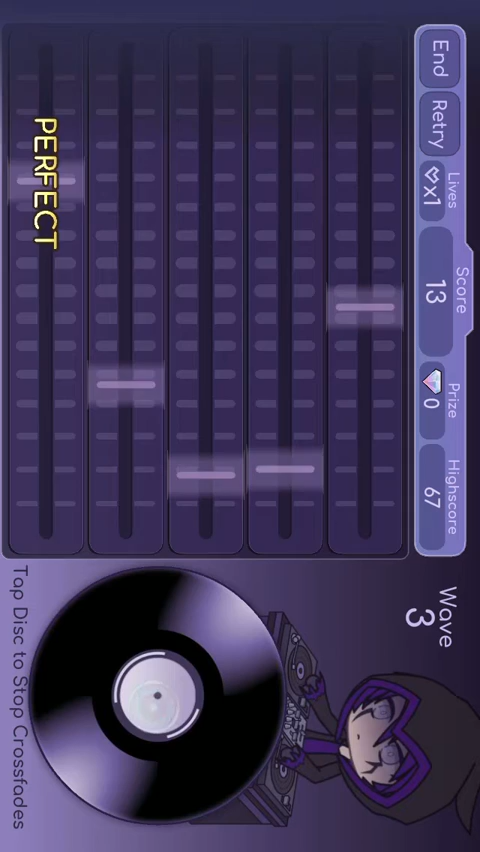 End
Retry
Lives
x1
Score
13
Prize
0
Highscore
67
PERFECT
Wave
3
Tap Disc to Stop Crossfades